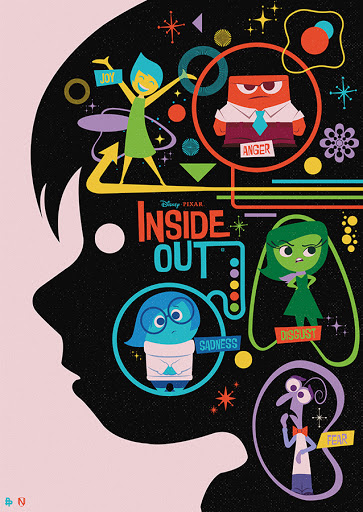 JOY
ANGER
Disney PIXAR
INSIDE
OUT
SADNESS
DISGUST
FEAR